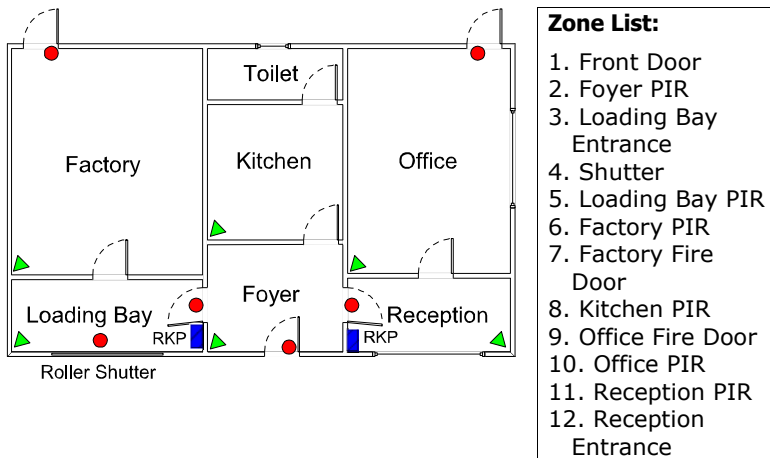 Toilet
Factory
Kitchen
Office
Loading Bay
Foyer
Reception
RKP
RKP
Roller Shutter
Zone List:
1. Front Door
2. Foyer PIR
3. Loading Bay
Entrance
4. Shutter
5. Loading Bay PIR
6. Factory PIR
7. Factory Fire
Door
8. Kitchen PIR
9. Office Fire Door
10. Office PIR
11. Reception PIR
12. Reception
Entrance